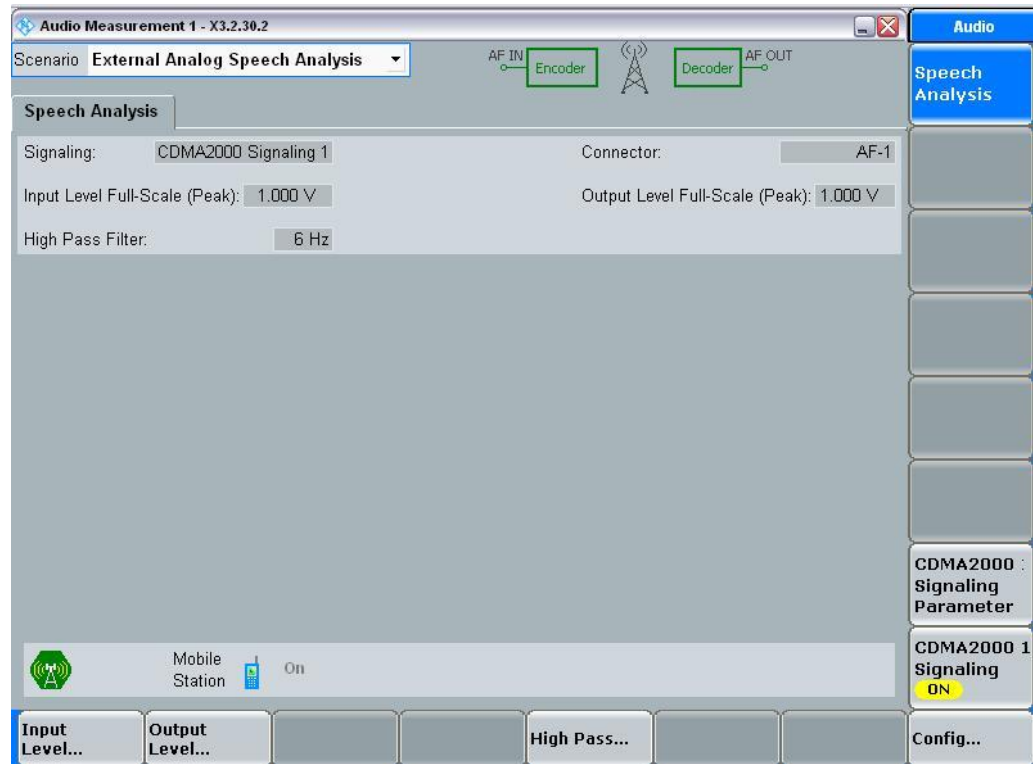 Audio Measurement 1 - X3.2.30.2
Audio
Scenario External Analog Speech Analysis
AF IN Encoder Decoder AF OUT
Speech
Analysis
Speech Analysis
Signaling: CDMA2000 Signaling 1 Connector: AF-1
Input Level Full-Scale (Peak): 1.000 V Output Level Full-Scale (Peak): 1.000 V
High Pass Filter: 6 Hz
CDMA2000
Signaling
Parameter
CDMA2000 1
Signaling
ON
Mobile
Station On
Input
Level...
Output
Level...
High Pass...
Config...